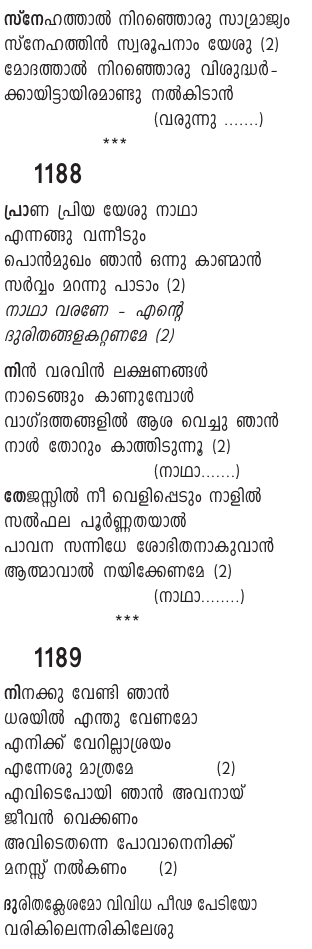 സ്നേഹത്താൽ നിറഞ്ഞൊരു സാമ്രാജ്യം
സ്നേഹത്തിൻ സ്വരൂപനാം യേശു (2)
മോദത്താൽ നിറഞ്ഞൊരു വിശുദ്ധർ-
ക്കായിട്ടായിരമാണ്ടു നൽകിടാൻ
(വരുന്നു .......)
***
1188
പ്രാണ പ്രിയ യേശു നാഥാ
എന്നങ്ങു വന്നീടും
പൊൻമുഖം ഞാൻ ഒന്നു കാണ്മാൻ
സർവ്വം മറന്നു പാടാം (2)
നാഥാ വരണേ - എന്റെ
ദുരിതങ്ങളകറ്റണമേ (2)
നിൻ വരവിൻ ലക്ഷണങ്ങൾ
നാടെങ്ങും കാണുമ്പോൾ
വാഗ്ദത്തങ്ങളിൽ ആശ വെച്ചു ഞാൻ
നാൾ തോറും കാത്തിടുന്നൂ (2)
(നാഥാ.......)
തേജസ്സിൽ നീ വെളിപ്പെടും നാളിൽ
സൽഫല പൂർണ്ണതയാൽ
പാവന സന്നിധേ ശോഭിതനാകുവാൻ
ആത്മാവാൽ നയിക്കേണമേ (2)
(നാഥാ........)
***
1189
നിനക്കു വേണ്ടി ഞാൻ
ധരയിൽ എന്തു വേണമോ
എനിക്ക് വേറില്ലാശ്രയം
എന്നേശു മാത്രമേ (2)
എവിടെപോയി ഞാൻ അവനായ്
ജീവൻ വെക്കണം
അവിടെതന്നെ പോവാനെനിക്ക്
മനസ്സ് നൽകണം (2)
ദുരിതക്ലേശമോ വിവിധ പീഢ പേടിയോ
വരികിലെന്നരികിലേശു